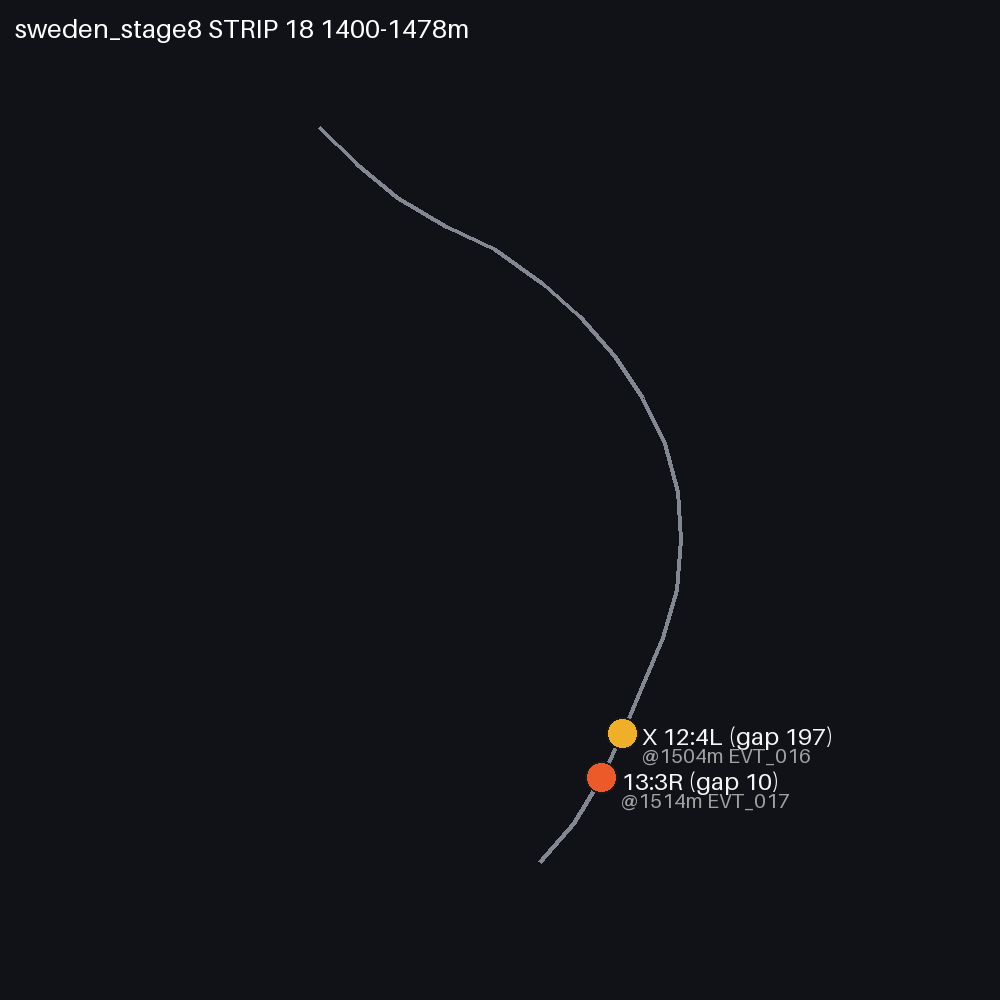 sweden_stage8 STRIP 18 1400-1478m
X 12:4L (gap 197)
@1504m EVT_016
13:3R (gap 10)
@1514m EVT_017